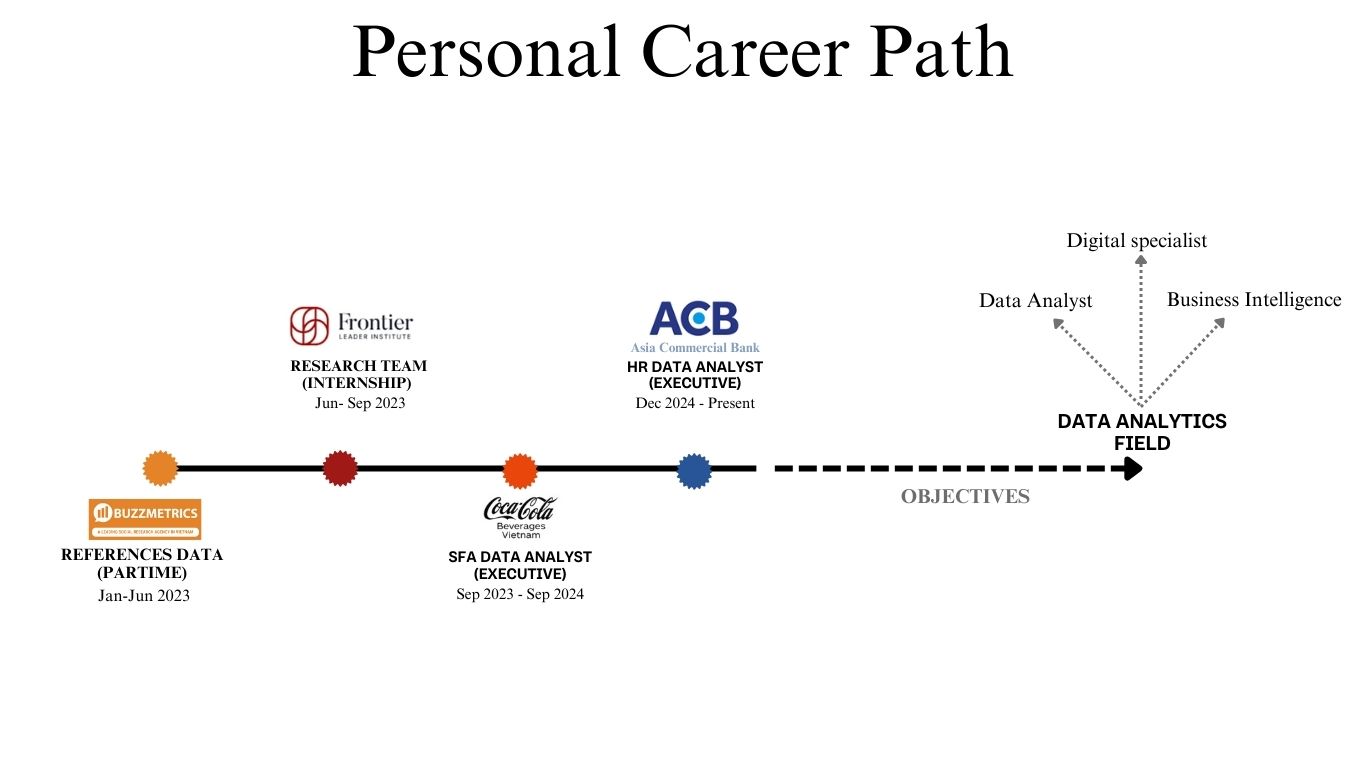 Personal Career Path
Frontier
LEADER INSTITUTE
RESEARCH TEAM
(INTERNSHIP)
Jun- Sep 2023
ACB
Asia Commercial Bank
HR DATA ANALYST
(EXECUTIVE)
Dec 2024 - Present
Digital specialist
Data Analyst
Business Intelligence
DATA ANALYTICS
FIELD
OBJECTIVES
BUZZMETRICS
A LEADING SOCIAL RESEARCH AGENCY IN VIETNAM
REFERENCES DATA
(PARTIME)
Jan-Jun 2023
Coca-Cola
Beverages
Vietnam
SFA DATA ANALYST
(EXECUTIVE)
Sep 2023 - Sep 2024